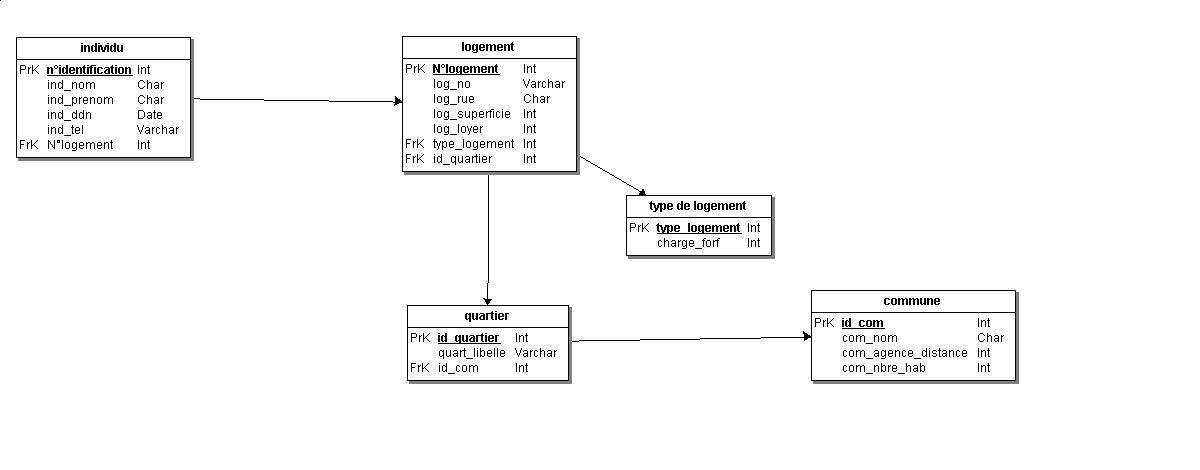 individu
PrK n°identification Int
ind_nom Char
ind_prenom Char
ind_ddn Date
ind_tel Varchar
FrK N°logement Int
logement
PrK N°logement Int
log_no Varchar
log_rue Char
log_superficie Int
log_loyer Int
FrK type_logement Int
FrK id_quartier Int
type de logement
PrK type_logement Int
charge_forf Int
quartier
PrK id_quartier Int
quart_libelle Varchar
FrK id_com Int
commune
PrK id_com Int
com_nom Char
com_agence_distance Int
com_nbre_hab Int